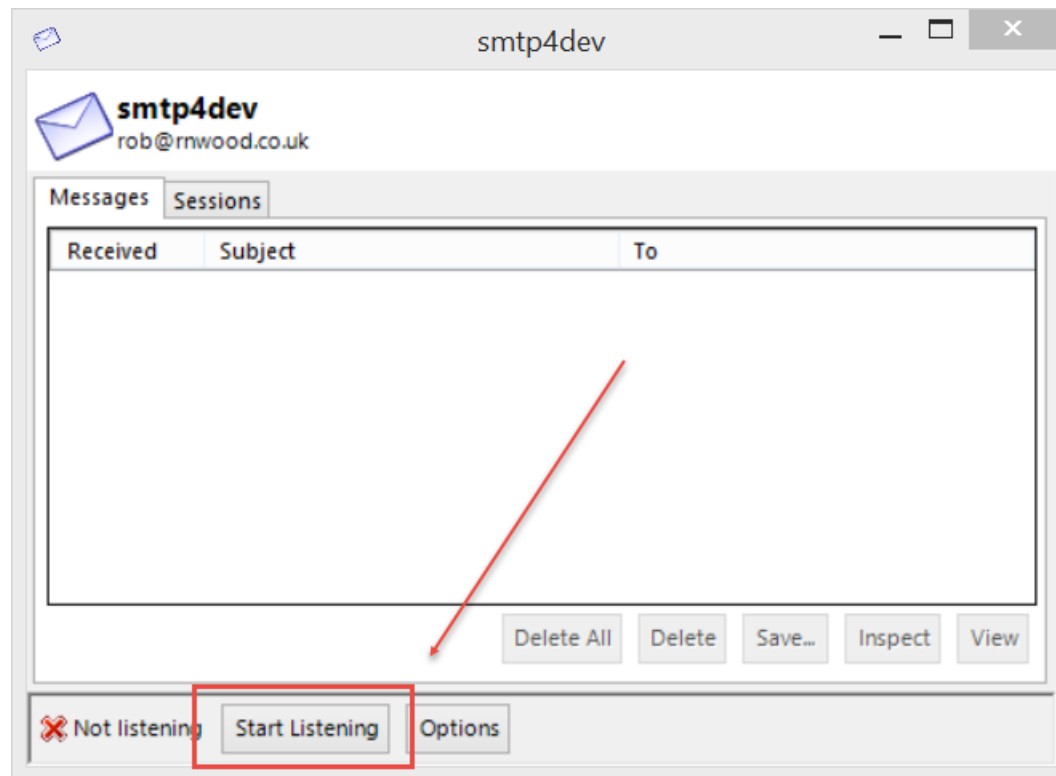 smtp4dev
smtp4dev
rob@rnwood.co.uk
Messages Sessions
Received Subject To
Delete All Delete Save... Inspect View
Not listening Start Listening Options